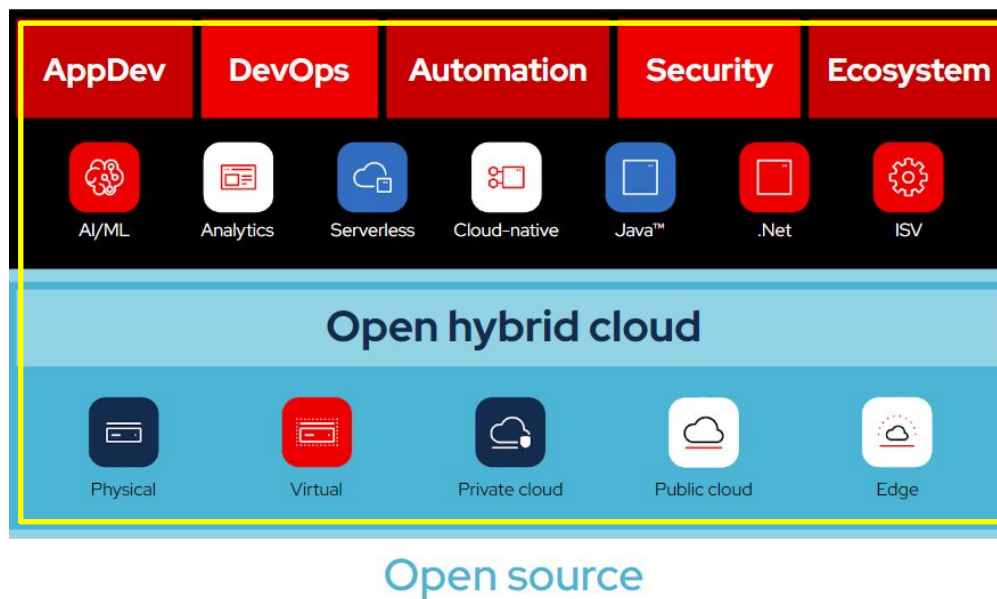 AppDev DevOps Automation Security Ecosystem
AI/ML Analytics Serverless Cloud-native Java™ .Net ISV
Open hybrid cloud
Physical Virtual Private cloud Public cloud Edge
Open source